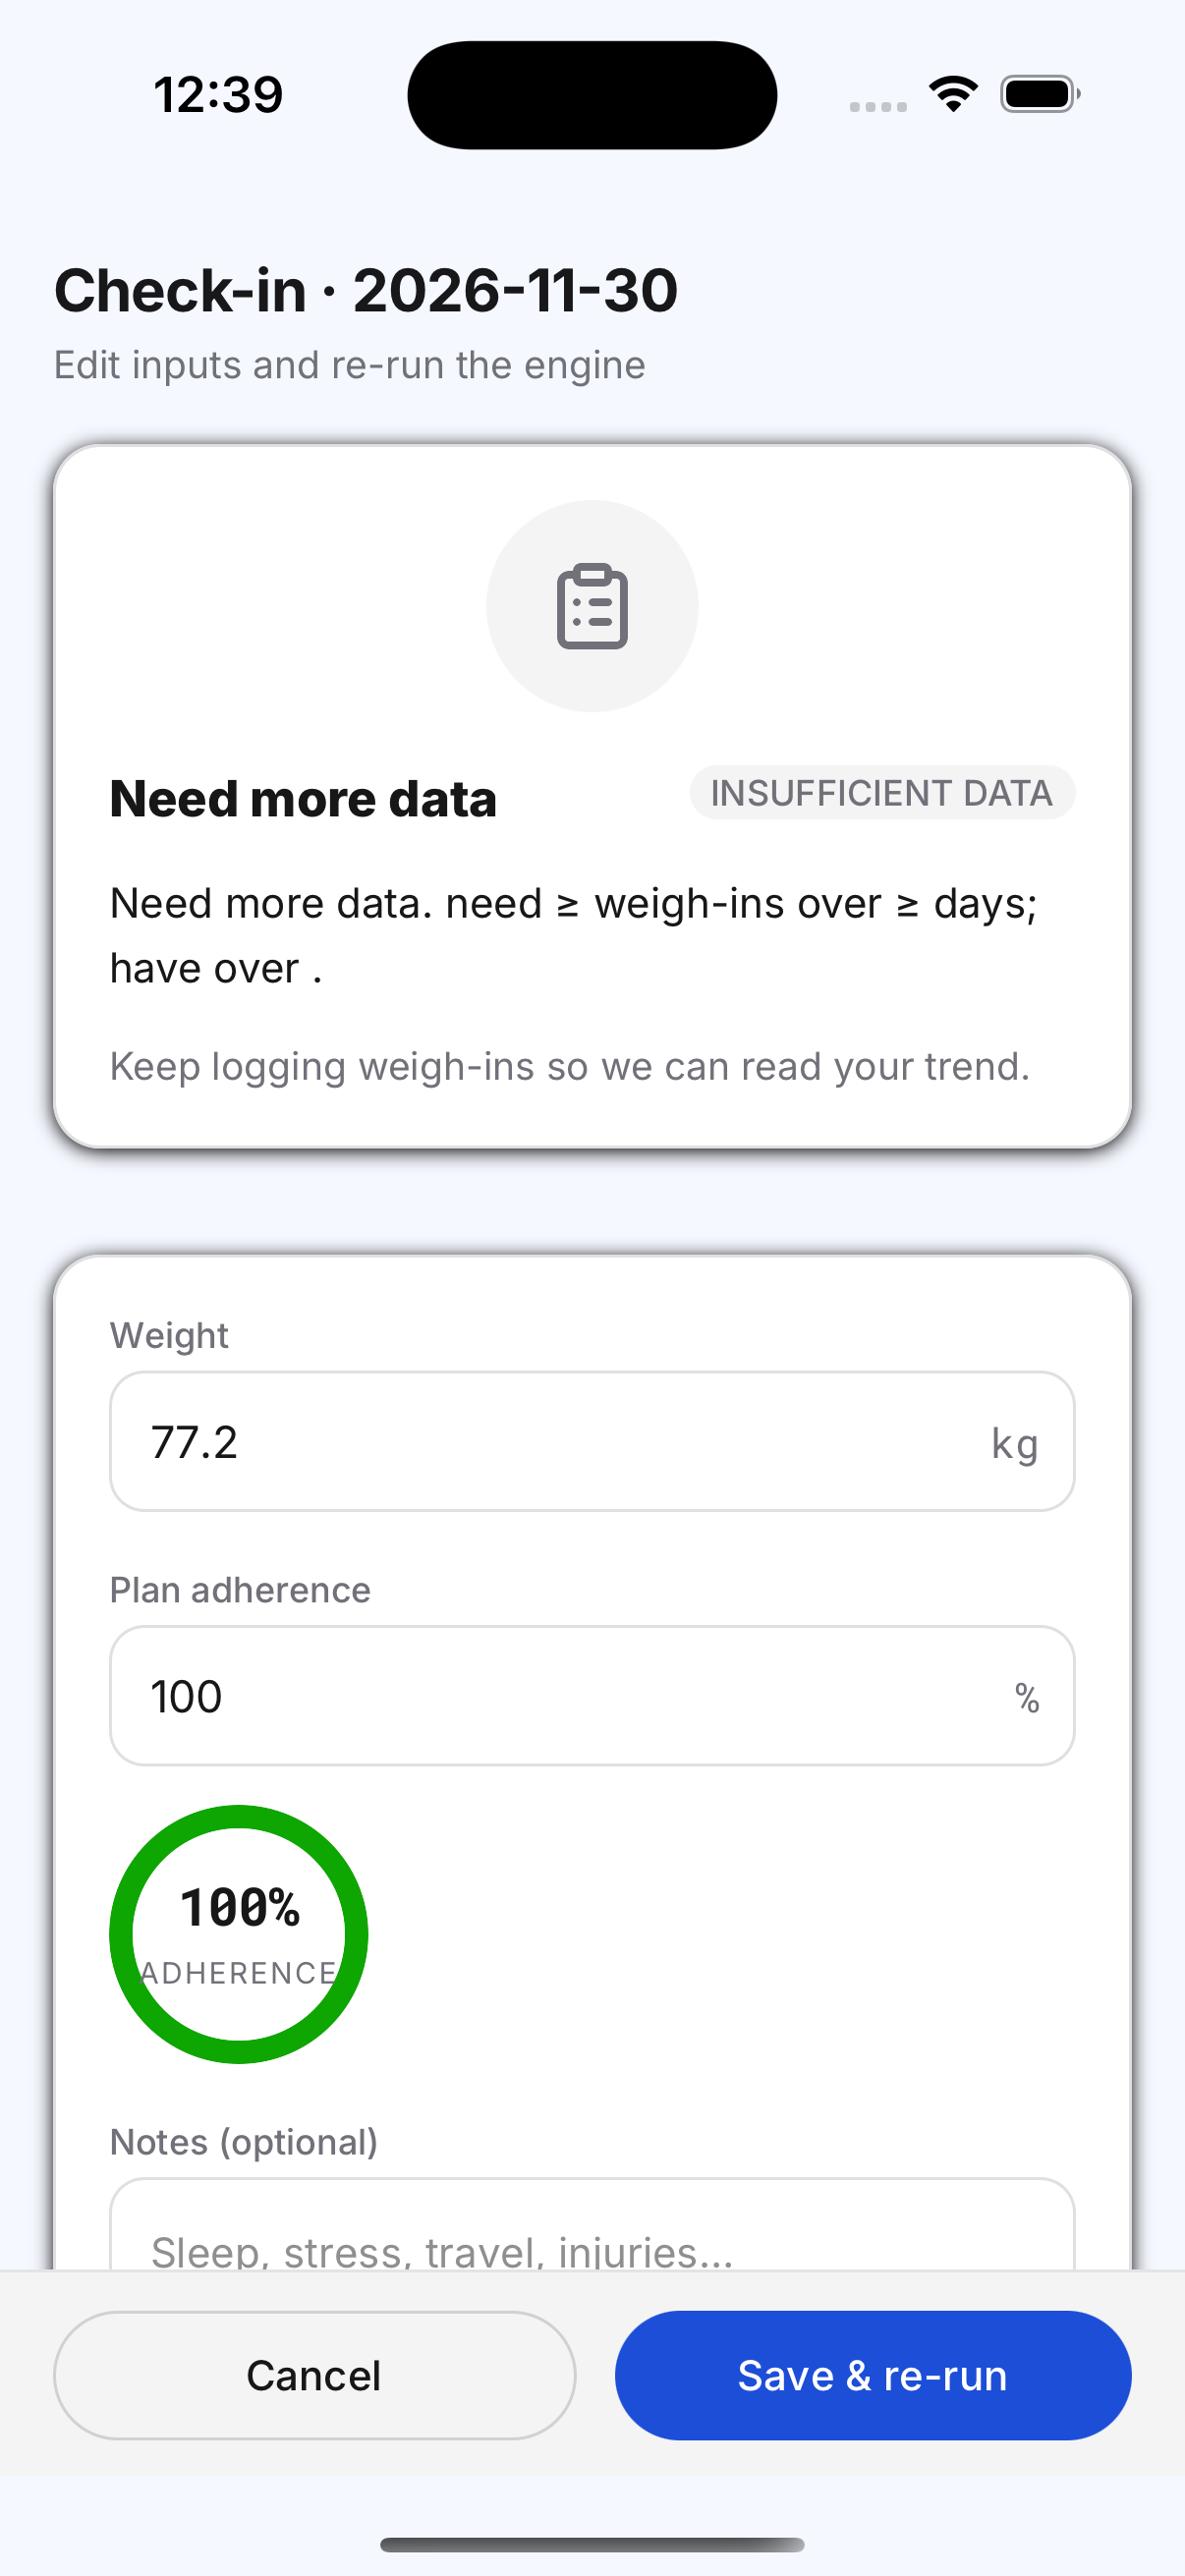 12:39
Check-in · 2026-11-30
Edit inputs and re-run the engine
Need more data
INSUFFICIENT DATA
Need more data. need ≥ weigh-ins over ≥ days;
have over .
Keep logging weigh-ins so we can read your trend.
Weight
77.2 kg
Plan adherence
100 %
100%
ADHERENCE
Notes (optional)
Sleep, stress, travel, injuries...
Cancel
Save & re-run